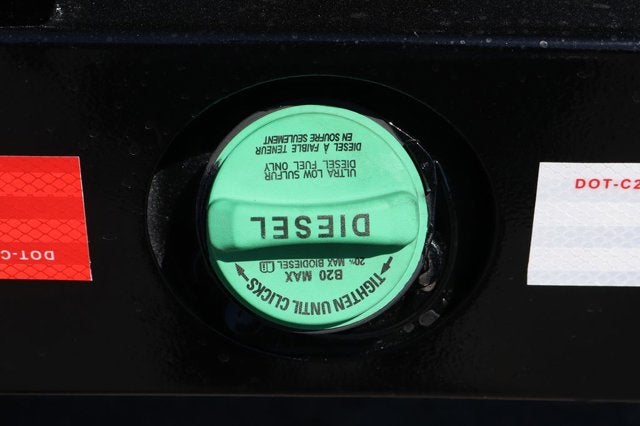 DIESEL À FAIBLE TENEUR
EN SOUFRE SEULEMENT
ULTRA LOW SULFUR
DIESEL FUEL ONLY
DIESEL
B20 MAX
20% MAX BIODIESEL
TIGHTEN UNTIL CLICKS
DOT-C
DOT-C2